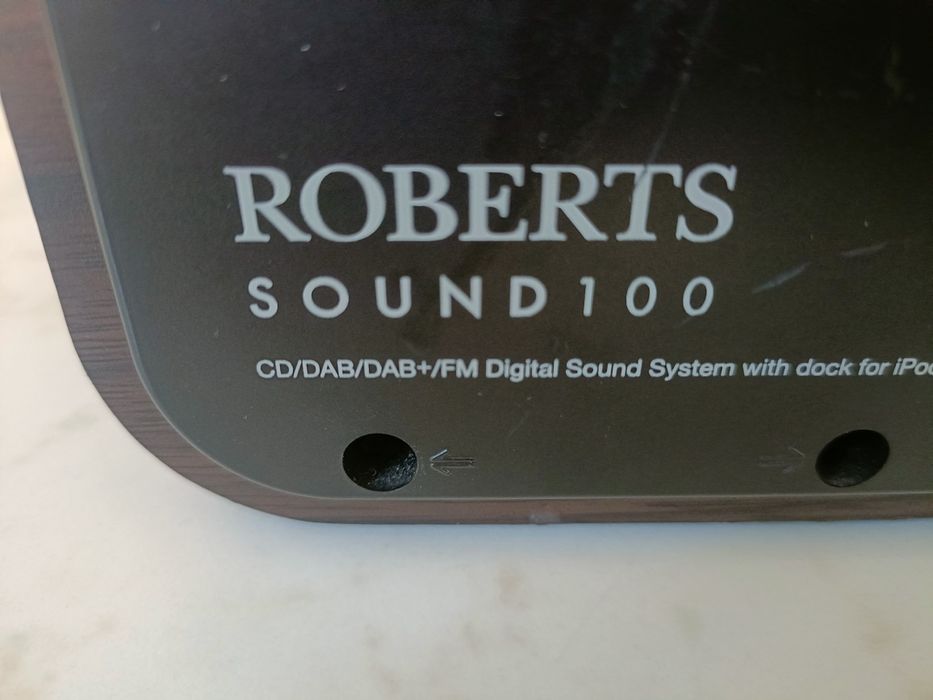 ROBERTS
SOUND100
CD/DAB/DAB+/FM Digital Sound System with dock for